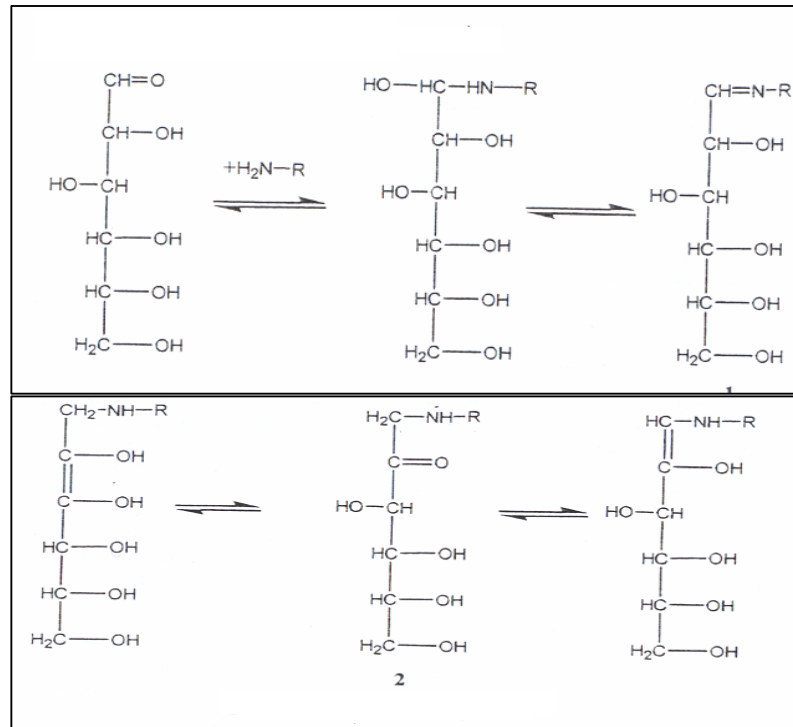 CH=O
CH—OH
HO—CH
HC—OH
HC—OH
H₂C—OH
+H₂N—R
HO—HC—HN—R
CH—OH
HO—CH
HC—OH
HC—OH
H₂C—OH
CH=N—R
CH—OH
HO—CH
HC—OH
HC—OH
H₂C—OH
1
CH₂—NH—R
C—OH
C—OH
HC—OH
HC—OH
H₂C—OH
H₂C—NH—R
C=O
HO—CH
HC—OH
HC—OH
H₂C—OH
2
HC—NH—R
C—OH
HO—CH
HC—OH
HC—OH
H₂C—OH